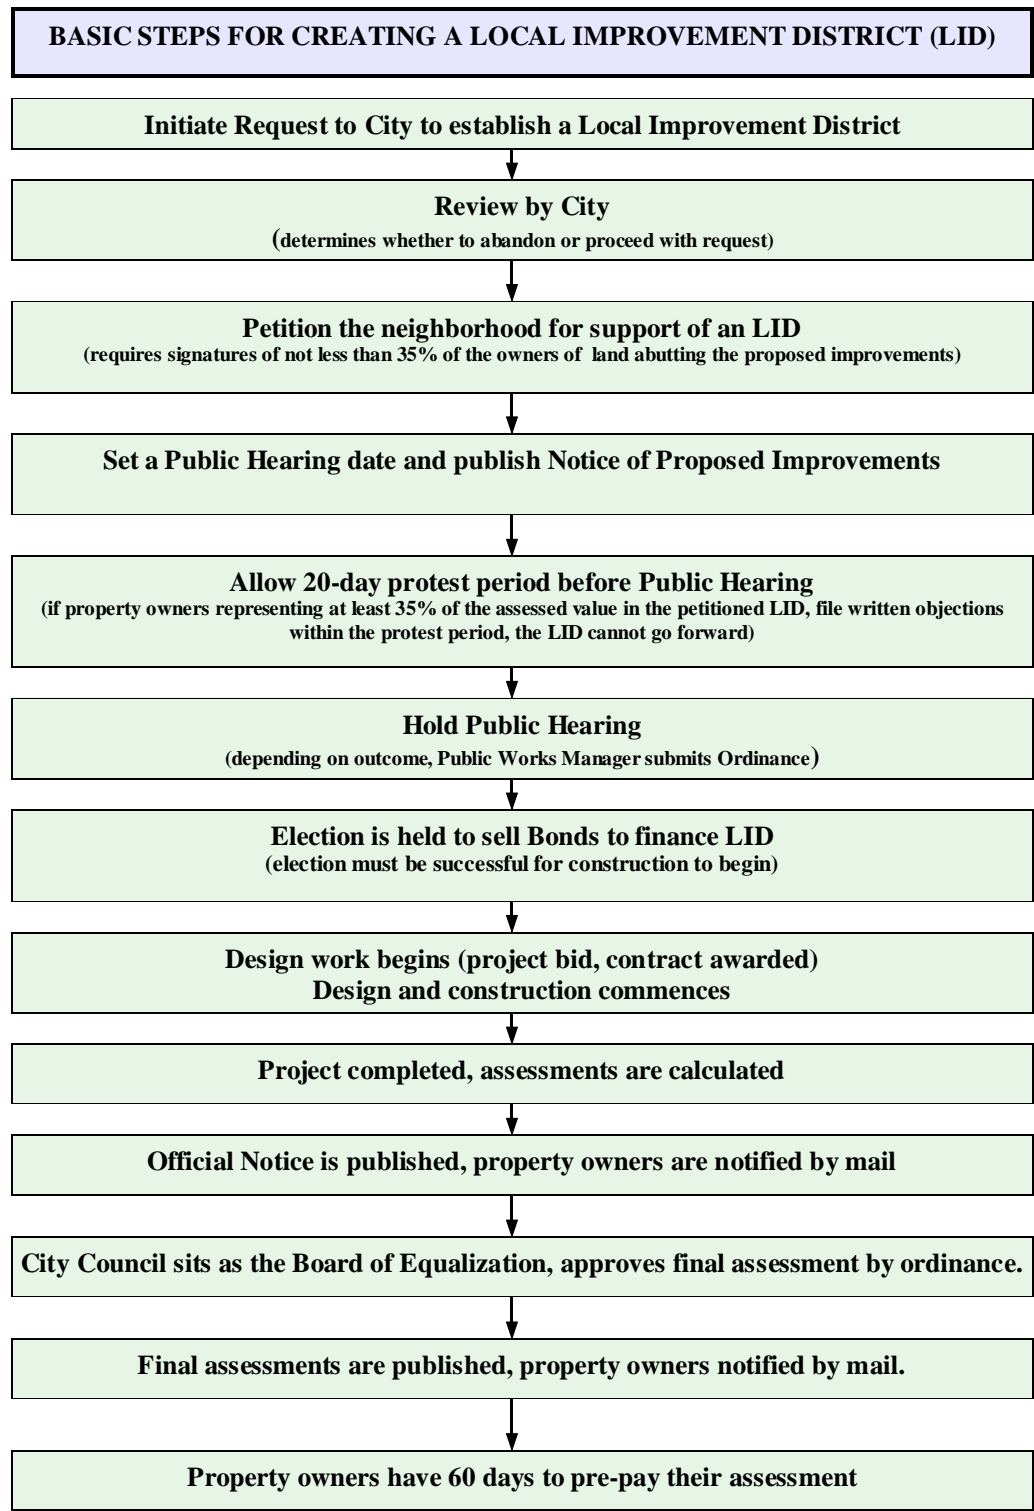 BASIC STEPS FOR CREATING A LOCAL IMPROVEMENT DISTRICT (LID)
Initiate Request to City to establish a Local Improvement District
Review by City
(determines whether to abandon or proceed with request)
Petition the neighborhood for support of an LID
(requires signatures of not less than 35% of the owners of land abutting the proposed improvements)
Set a Public Hearing date and publish Notice of Proposed Improvements
Allow 20-day protest period before Public Hearing
(if property owners representing at least 35% of the assessed value in the petitioned LID, file written objections
within the protest period, the LID cannot go forward)
Hold Public Hearing
(depending on outcome, Public Works Manager submits Ordinance)
Election is held to sell Bonds to finance LID
(election must be successful for construction to begin)
Design work begins (project bid, contract awarded)
Design and construction commences
Project completed, assessments are calculated
Official Notice is published, property owners are notified by mail
City Council sits as the Board of Equalization, approves final assessment by ordinance.
Final assessments are published, property owners notified by mail.
Property owners have 60 days to pre-pay their assessment